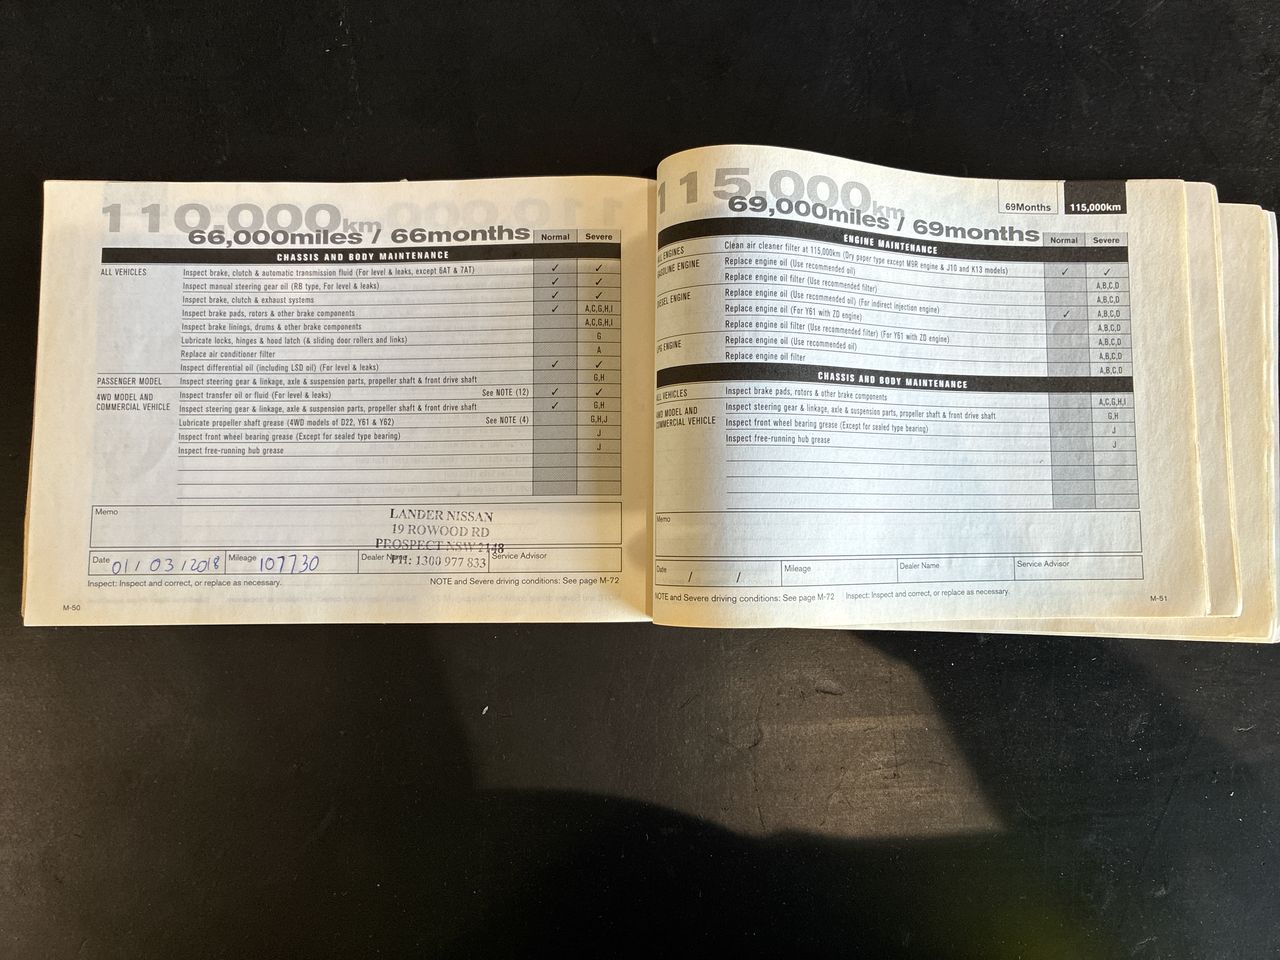 110,000km
66,000miles / 66months
Normal Severe
CHASSIS AND BODY MAINTENANCE
ALL VEHICLES Inspect brake, clutch & automatic transmission fluid (For level & leaks, except 6AT & 7AT) ✓ ✓
Inspect manual steering gear oil (RB type, For level & leaks) ✓ ✓
Inspect brake, clutch & exhaust systems ✓ ✓
Inspect brake pads, rotors & other brake components ✓ A,C,G,H,I
Inspect brake linings, drums & other brake components A,C,G,H,I
Lubricate locks, hinges & hood latch (& sliding door rollers and links) G
Replace air conditioner filter A
Inspect differential oil (including LSD oil) (For level & leaks) ✓ ✓
PASSENGER MODEL Inspect steering gear & linkage, axle & suspension parts, propeller shaft & front drive shaft G,H
4WD MODEL AND Inspect transfer oil or fluid (For level & leaks) See NOTE (12) ✓ ✓
COMMERCIAL VEHICLE Inspect steering gear & linkage, axle & suspension parts, propeller shaft & front drive shaft ✓ G,H
Lubricate propeller shaft grease (4WD models of D22, Y61 & Y62) See NOTE (4) G,H,J
Inspect front wheel bearing grease (Except for sealed type bearing) J
Inspect free-running hub grease J
Memo
LANDER NISSAN
19 ROWOOD RD
PROSPECT NSW 2148
PH: 1300 977 833
Date 01 / 03 / 2018 Mileage 107730 Dealer Name Service Advisor
Inspect: Inspect and correct, or replace as necessary. NOTE and Severe driving conditions: See page M-72
M-50
115,000km
69,000miles / 69months
69Months 115,000km
Normal Severe
ENGINE MAINTENANCE
ALL ENGINES Clean air cleaner filter at 115,000km (Dry paper type except M9R engine & J10 and K13 models) ✓ ✓
GASOLINE ENGINE Replace engine oil (Use recommended oil) A,B,C,D
Replace engine oil filter (Use recommended filter) A,B,C,D
DIESEL ENGINE Replace engine oil (Use recommended oil) (For indirect injection engine) ✓ A,B,C,D
Replace engine oil (For Y61 with ZD engine) A,B,C,D
Replace engine oil filter (Use recommended filter) (For Y61 with ZD engine) A,B,C,D
LPG ENGINE Replace engine oil (Use recommended oil) A,B,C,D
Replace engine oil filter A,B,C,D
CHASSIS AND BODY MAINTENANCE
ALL VEHICLES Inspect brake pads, rotors & other brake components A,C,G,H,I
4WD MODEL AND Inspect steering gear & linkage, axle & suspension parts, propeller shaft & front drive shaft G,H
COMMERCIAL VEHICLE Inspect front wheel bearing grease (Except for sealed type bearing) J
Inspect free-running hub grease J
Memo
Date / / Mileage Dealer Name Service Advisor
NOTE and Severe driving conditions: See page M-72 Inspect: Inspect and correct, or replace as necessary.
M-51